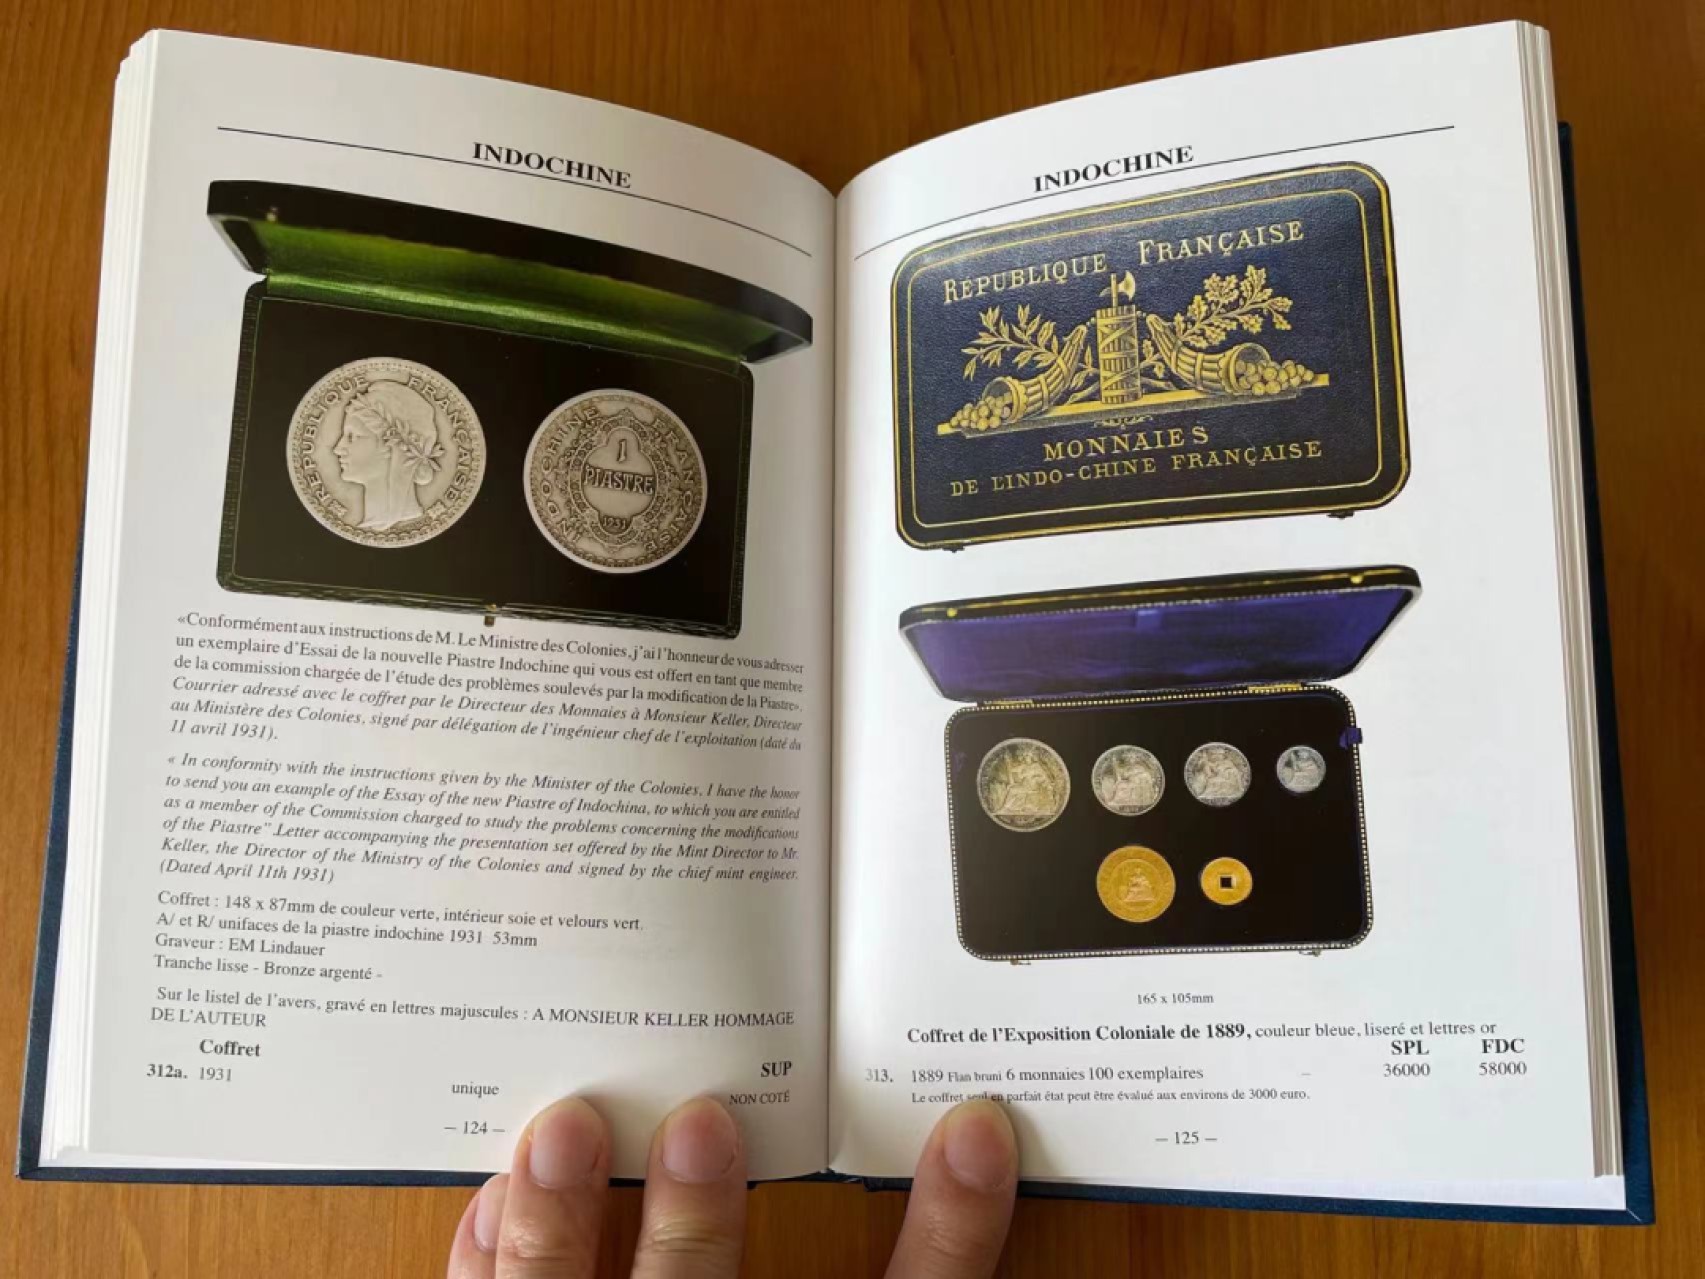 INDOCHINE
RÉPUBLIQUE FRANÇAISE
INDOCHINE FRANÇAISE
1
PIASTRE
1931
«Conformément aux instructions de M. Le Ministre des Colonies, j'ai l'honneur de vous adresser
un exemplaire d'Essai de la nouvelle Piastre Indochine qui vous est offert en tant que membre
de la commission chargée de l'étude des problèmes soulevés par la modification de la Piastre».
Courrier adressé avec le coffret par le Directeur des Monnaies à Monsieur Keller, Directeur
au Ministère des Colonies, signé par délégation de l'ingénieur chef de l'exploitation (daté du
11 avril 1931).
« In conformity with the instructions given by the Minister of the Colonies, I have the honor
to send you an example of the Essay of the new Piastre of Indochina, to which you are entitled
as a member of the Commission charged to study the problems concerning the modifications
of the Piastre".Letter accompanying the presentation set offered by the Mint Director to Mr.
Keller, the Director of the Ministry of the Colonies and signed by the chief mint engineer.
(Dated April 11th 1931)
Coffret : 148 x 87mm de couleur verte, intérieur soie et velours vert.
A/ et R/ unifaces de la piastre indochine 1931 53mm
Graveur : EM Lindauer
Tranche lisse - Bronze argenté -
Sur le listel de l'avers, gravé en lettres majuscules : A MONSIEUR KELLER HOMMAGE
DE L'AUTEUR
Coffret SUP
312a. 1931 unique NON COTÉ
– 124 –
INDOCHINE
RÉPUBLIQUE FRANÇAISE
MONNAIES
DE L'INDO-CHINE FRANÇAISE
165 x 105mm
Coffret de l'Exposition Coloniale de 1889, couleur bleue, liseré et lettres or
SPL FDC
313. 1889 Flan bruni 6 monnaies 100 exemplaires – 36000 58000
Le coffret seul en parfait état peut être évalué aux environs de 3000 euro.
– 125 –